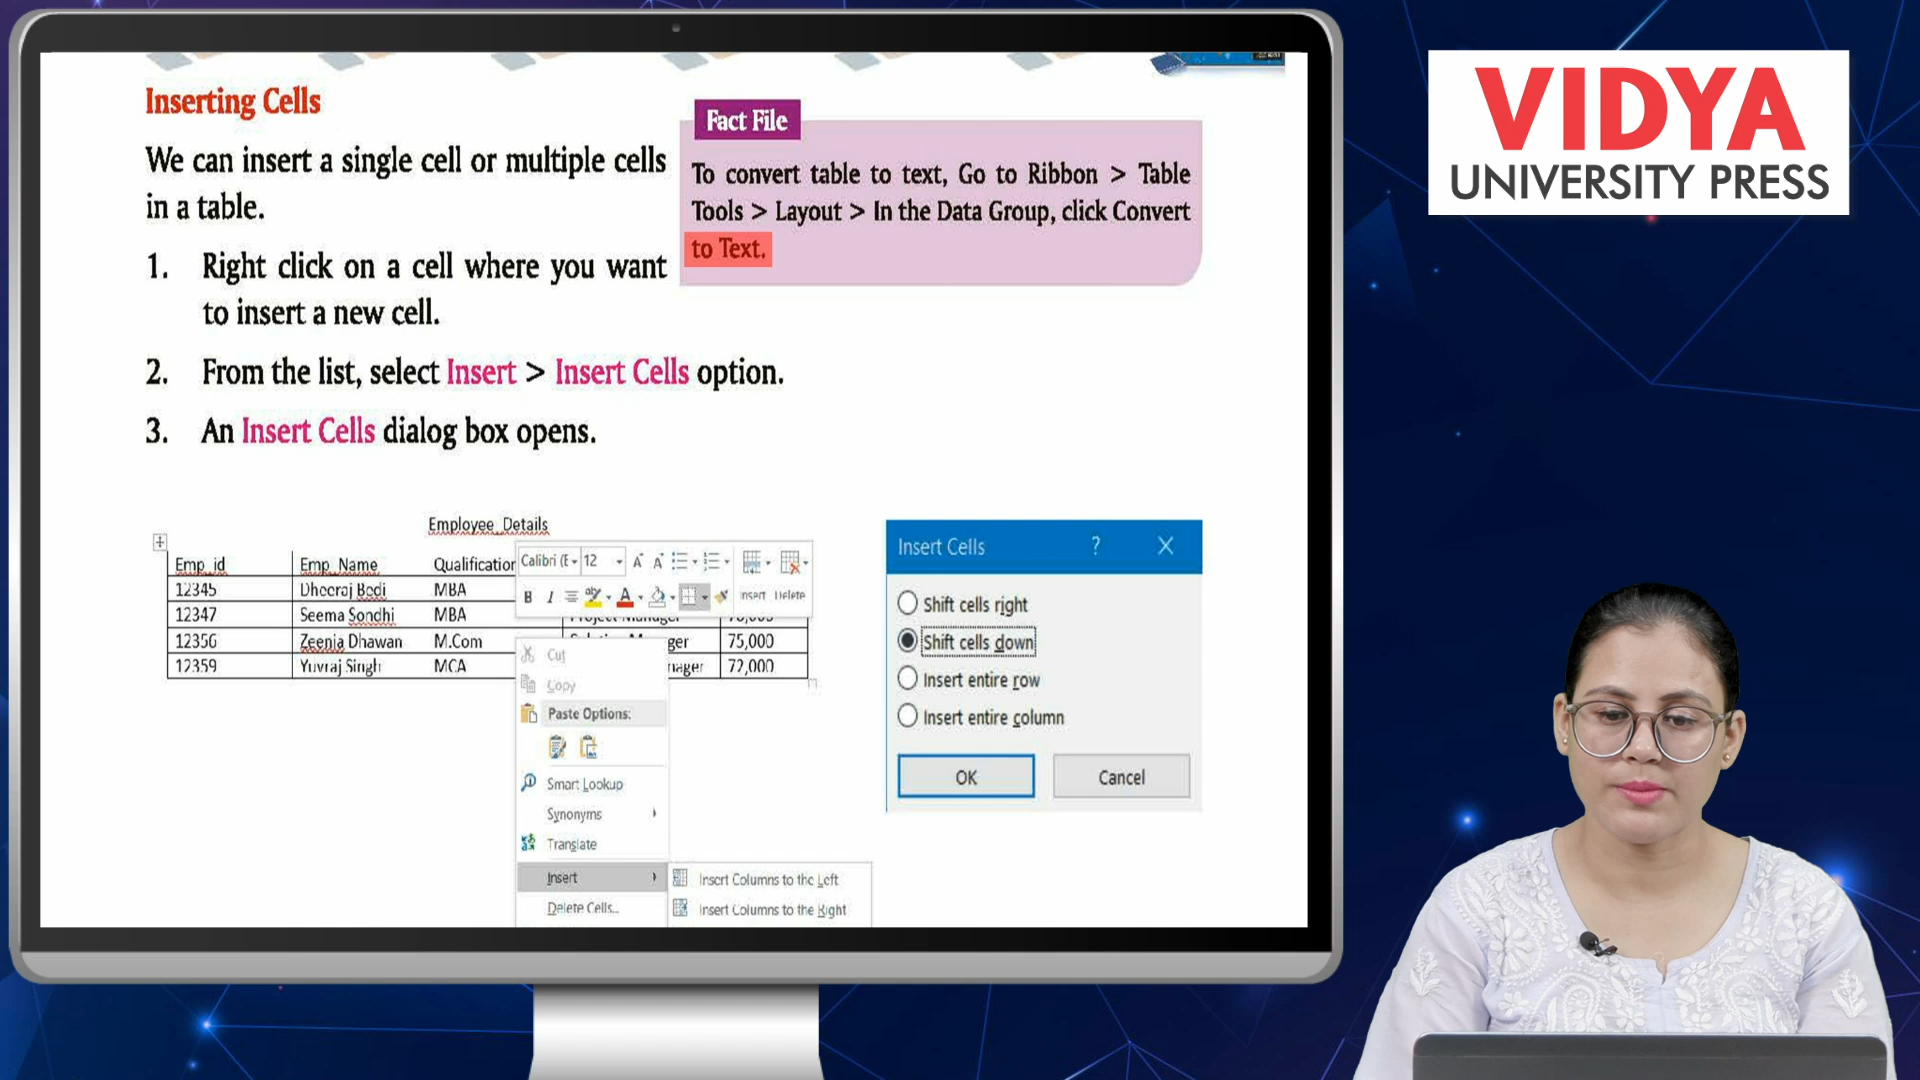 VIDYA
UNIVERSITY PRESS
Inserting Cells
We can insert a single cell or multiple cells
in a table.
Fact File
To convert table to text, Go to Ribbon > Table
Tools > Layout > In the Data Group, click Convert
to Text.
1. Right click on a cell where you want
to insert a new cell.
2. From the list, select Insert > Insert Cells option.
3. An Insert Cells dialog box opens.
Employee_Details
Emp_id Emp_Name Qualification
12345 Dheeraj Bedi MBA
12347 Seema Sondhi MBA
12356 Zeenia Dhawan M.Com ger 75,000
12359 Yuvraj Singh MCA nager 72,000
Calibri (E 12
B I Insert Delete
Cut
Copy
Paste Options:
Smart Lookup
Synonyms
Translate
Insert
Delete Cells...
Insert Columns to the Left
Insert Columns to the Right
Insert Cells ? X
Shift cells right
Shift cells down
Insert entire row
Insert entire column
OK Cancel